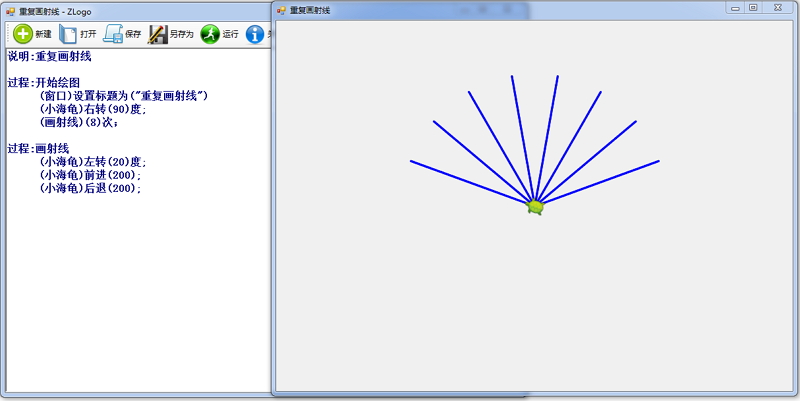 重复画射线 - ZLogo
新建 打开 保存 另存为 运行
说明:重复画射线
过程:开始绘图
(窗口)设置标题为("重复画射线")
(小海龟)右转(90)度;
(画射线)(8)次;
过程:画射线
(小海龟)左转(20)度;
(小海龟)前进(200);
(小海龟)后退(200);
重复画射线